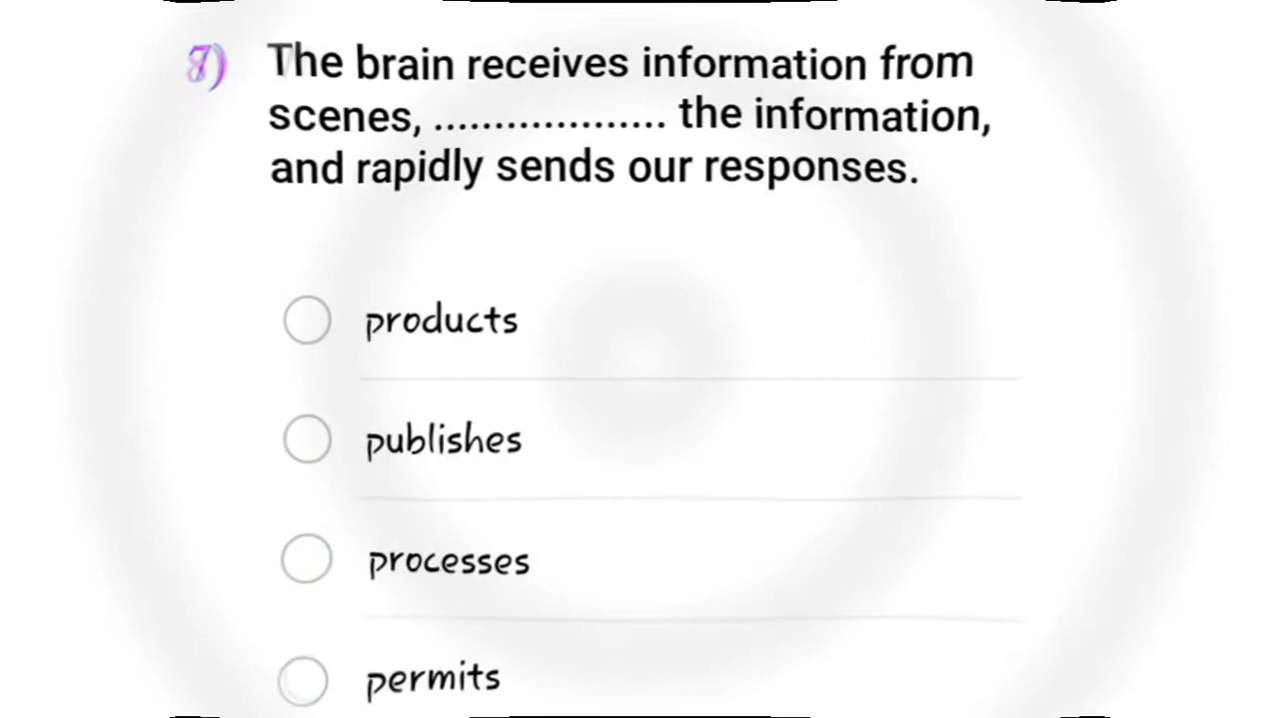 8) The brain receives information from
scenes, ................... the information,
and rapidly sends our responses.
products
publishes
processes
permits